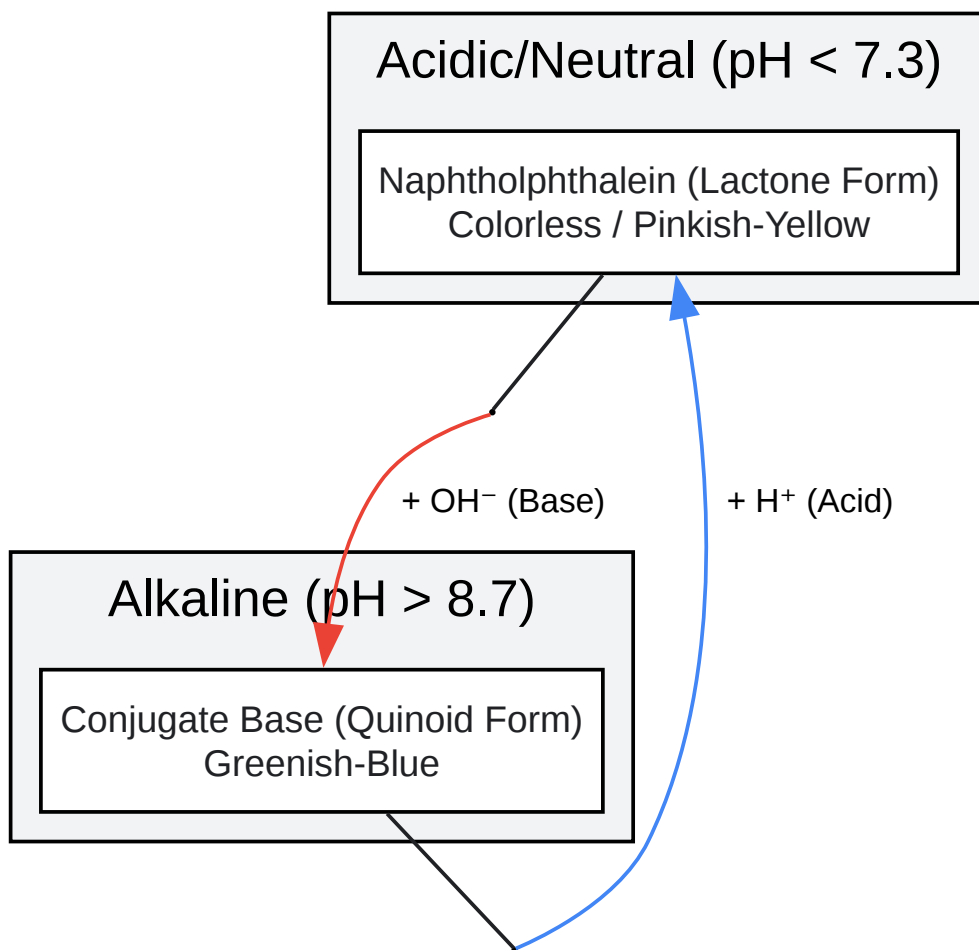 Acidic/Neutral (pH < 7.3)
Naphtholphthalein (Lactone Form)
Colorless / Pinkish-Yellow
+ OH⁻ (Base)
+ H⁺ (Acid)
Alkaline (pH > 8.7)
Conjugate Base (Quinoid Form)
Greenish-Blue